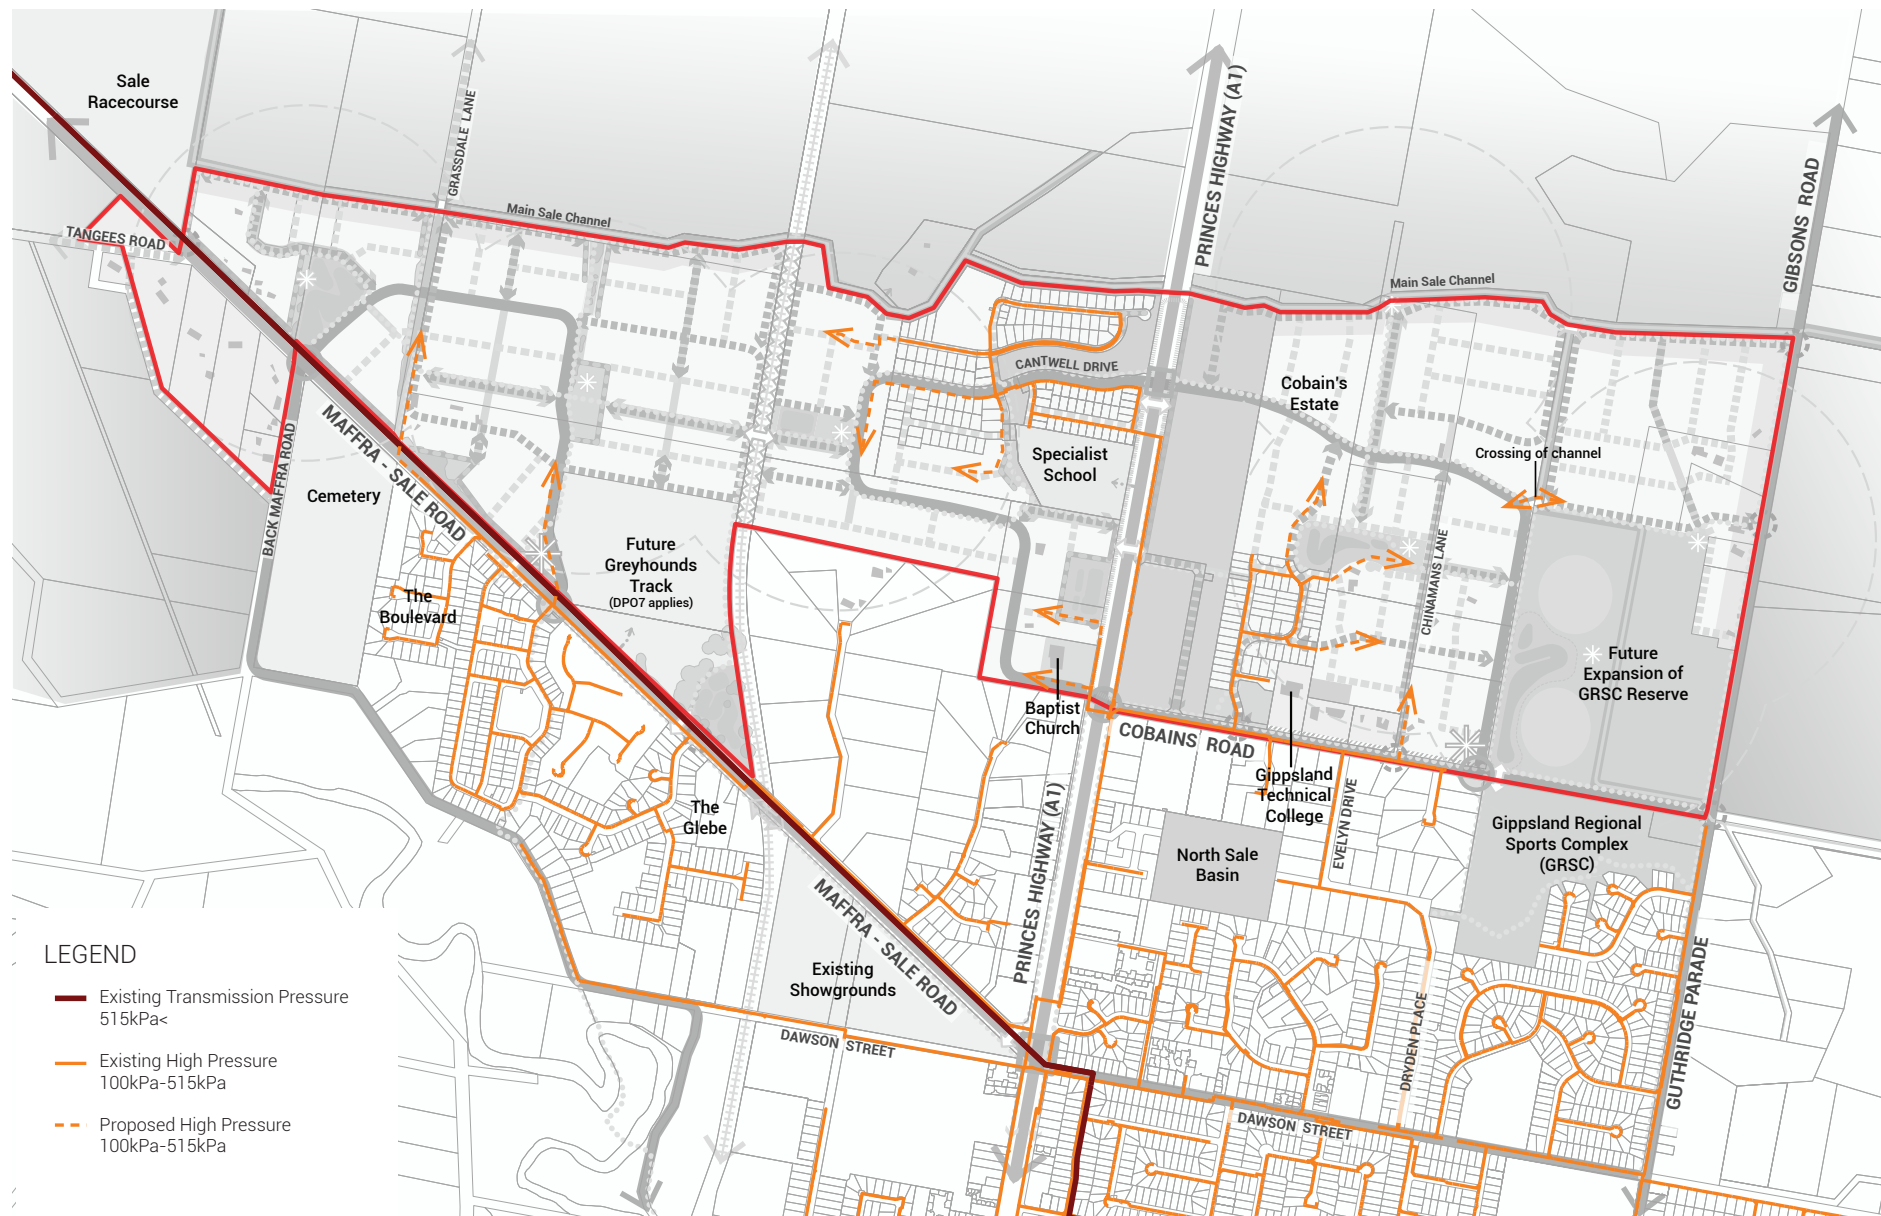 Sale
Racecourse
GRASSDALE LANE
PRINCES HIGHWAY (A1)
GIBSONS ROAD
TANGEES ROAD
Main Sale Channel
Main Sale Channel
CANTWELL DRIVE
Cobain's
Estate
MAFFRA - SALE ROAD
BACK MAFFRA ROAD
Cemetery
Specialist
School
Crossing of channel
Future
Greyhounds
Track
(DPO7 applies)
The
Boulevard
CHINAMANS LANE
Future
Expansion of
GRSC Reserve
Baptist
Church
COBAINS ROAD
Gippsland
Technical
College
EVELYN DRIVE
The
Glebe
PRINCES HIGHWAY (A1)
North Sale
Basin
Gippsland Regional
Sports Complex
(GRSC)
MAFFRA - SALE ROAD
Existing
Showgrounds
DAWSON STREET
DRYDEN PLACE
GUTHRIDGE PARADE
DAWSON STREET
LEGEND
Existing Transmission Pressure
515kPa<
Existing High Pressure
100kPa-515kPa
Proposed High Pressure
100kPa-515kPa